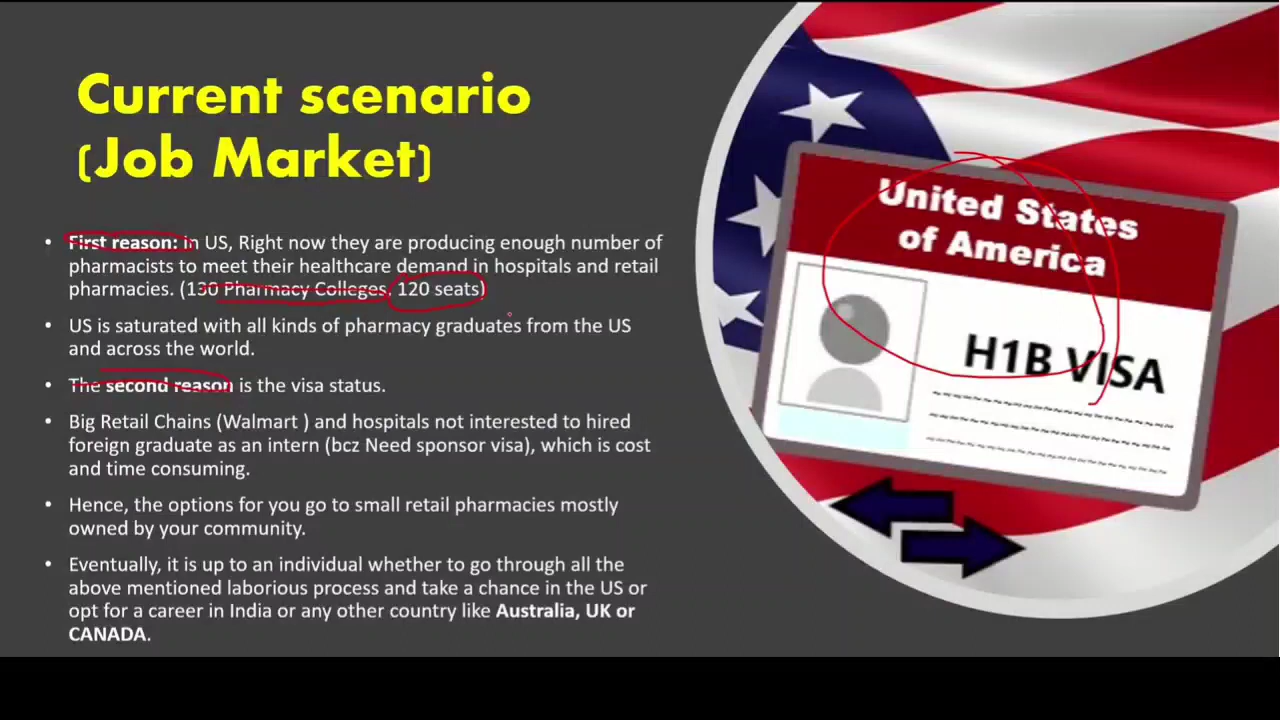 Current scenario
(Job Market)
• First reason: in US, Right now they are producing enough number of
pharmacists to meet their healthcare demand in hospitals and retail
pharmacies. (130 Pharmacy Colleges, 120 seats)
• US is saturated with all kinds of pharmacy graduates from the US
and across the world.
• The second reason is the visa status.
• Big Retail Chains (Walmart ) and hospitals not interested to hired
foreign graduate as an intern (bcz Need sponsor visa), which is cost
and time consuming.
• Hence, the options for you go to small retail pharmacies mostly
owned by your community.
• Eventually, it is up to an individual whether to go through all the
above mentioned laborious process and take a chance in the US or
opt for a career in India or any other country like Australia, UK or
CANADA.
United States
of America
H1B VISA